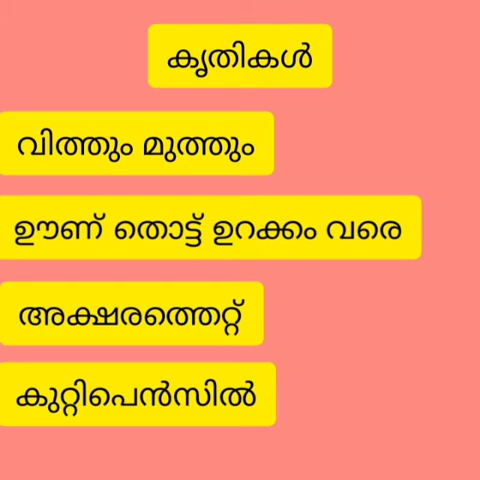 കൃതികൾ
വിത്തും മുത്തും
ഊണ് തൊട്ട് ഉറക്കം വരെ
അക്ഷരത്തെറ്റ്
കുറ്റിപെൻസിൽ